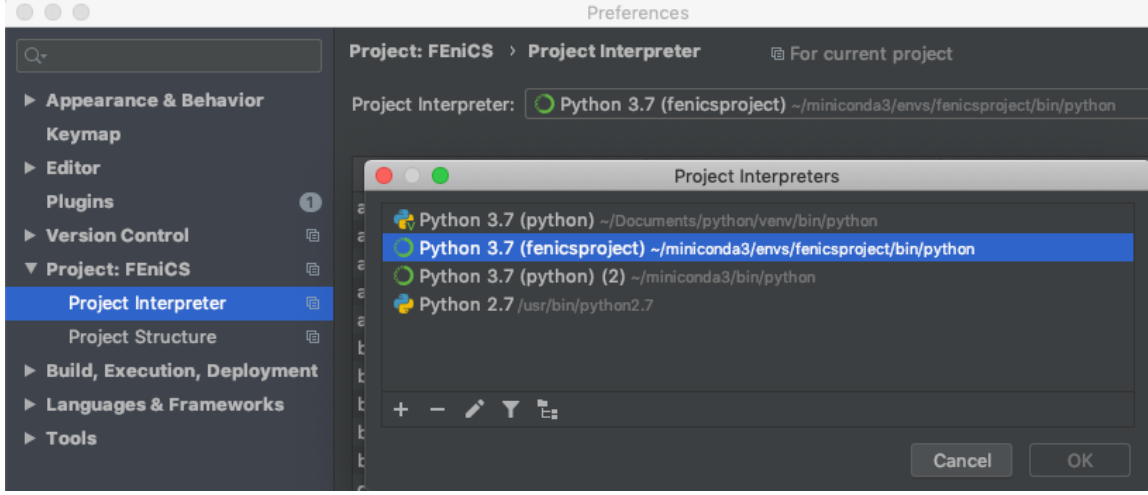 Preferences
Project: FEniCS › Project Interpreter For current project
Project Interpreter: Python 3.7 (fenicsproject) ~/miniconda3/envs/fenicsproject/bin/python
Appearance & Behavior
Keymap
Editor
Plugins 1
Version Control
Project: FEniCS
Project Interpreter
Project Structure
Build, Execution, Deployment
Languages & Frameworks
Tools
Project Interpreters
Python 3.7 (python) ~/Documents/python/venv/bin/python
Python 3.7 (fenicsproject) ~/miniconda3/envs/fenicsproject/bin/python
Python 3.7 (python) (2) ~/miniconda3/bin/python
Python 2.7 /usr/bin/python2.7
Cancel OK